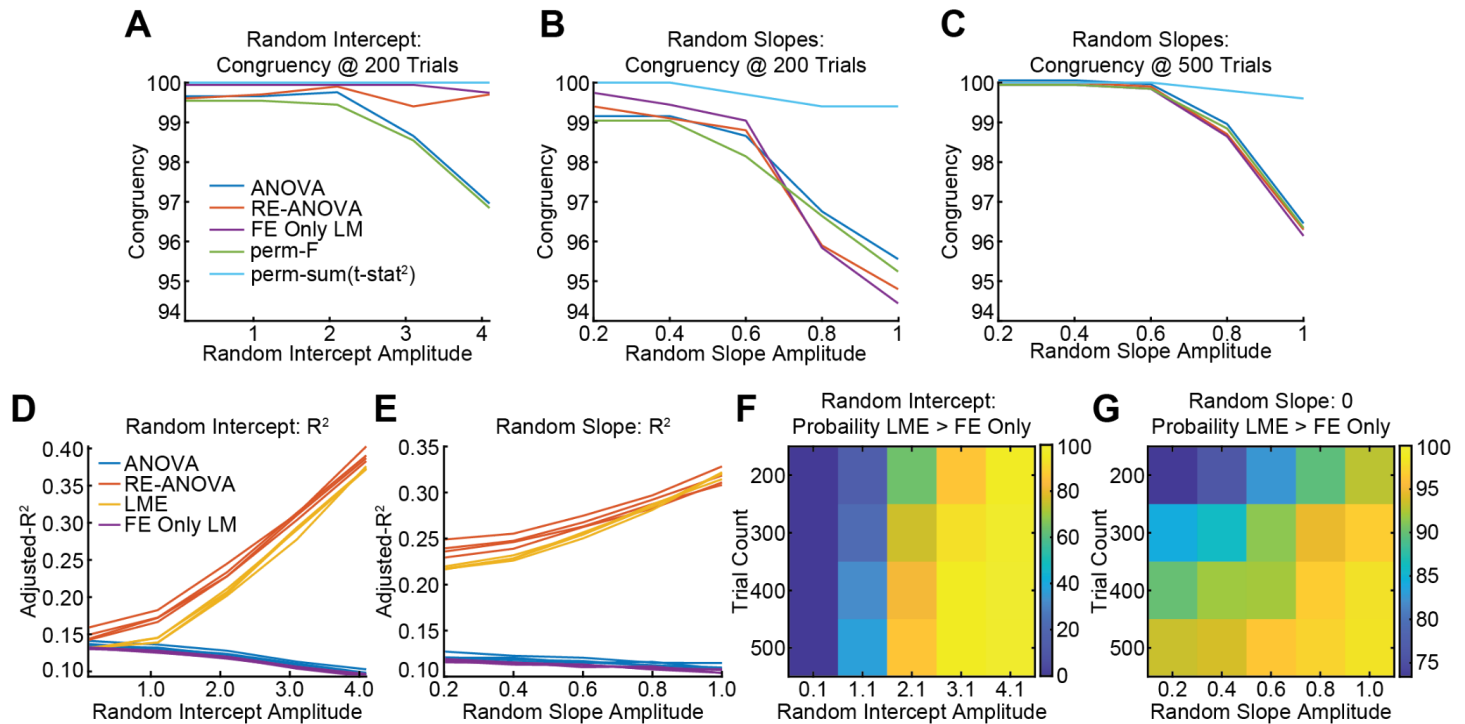 A
Random Intercept:
Congruency @ 200 Trials
100
99
98
97
96
95
94
Congruency
ANOVA
RE-ANOVA
FE Only LM
perm-F
perm-sum(t-stat²)
1 2 3 4
Random Intercept Amplitude
B
Random Slopes:
Congruency @ 200 Trials
100
99
98
97
96
95
94
Congruency
0.2 0.4 0.6 0.8 1
Random Slope Amplitude
C
Random Slopes:
Congruency @ 500 Trials
100
99
98
97
96
95
94
Congruency
0.2 0.4 0.6 0.8 1
Random Slope Amplitude
D
Random Intercept: R²
0.40
0.35
0.30
0.25
0.20
0.15
0.10
Adjusted-R²
ANOVA
RE-ANOVA
LME
FE Only LM
1.0 2.0 3.0 4.0
Random Intercept Amplitude
E
Random Slope: R²
0.35
0.30
0.25
0.20
0.15
0.10
Adjusted-R²
0.2 0.4 0.6 0.8 1.0
Random Slope Amplitude
F
Random Intercept:
Probaility LME > FE Only
200
300
400
500
Trial Count
0.1 1.1 2.1 3.1 4.1
Random Intercept Amplitude
100
80
60
40
20
0
G
Random Slope: 0
Probaility LME > FE Only
200
300
400
500
Trial Count
0.2 0.4 0.6 0.8 1.0
Random Slope Amplitude
100
95
90
85
80
75